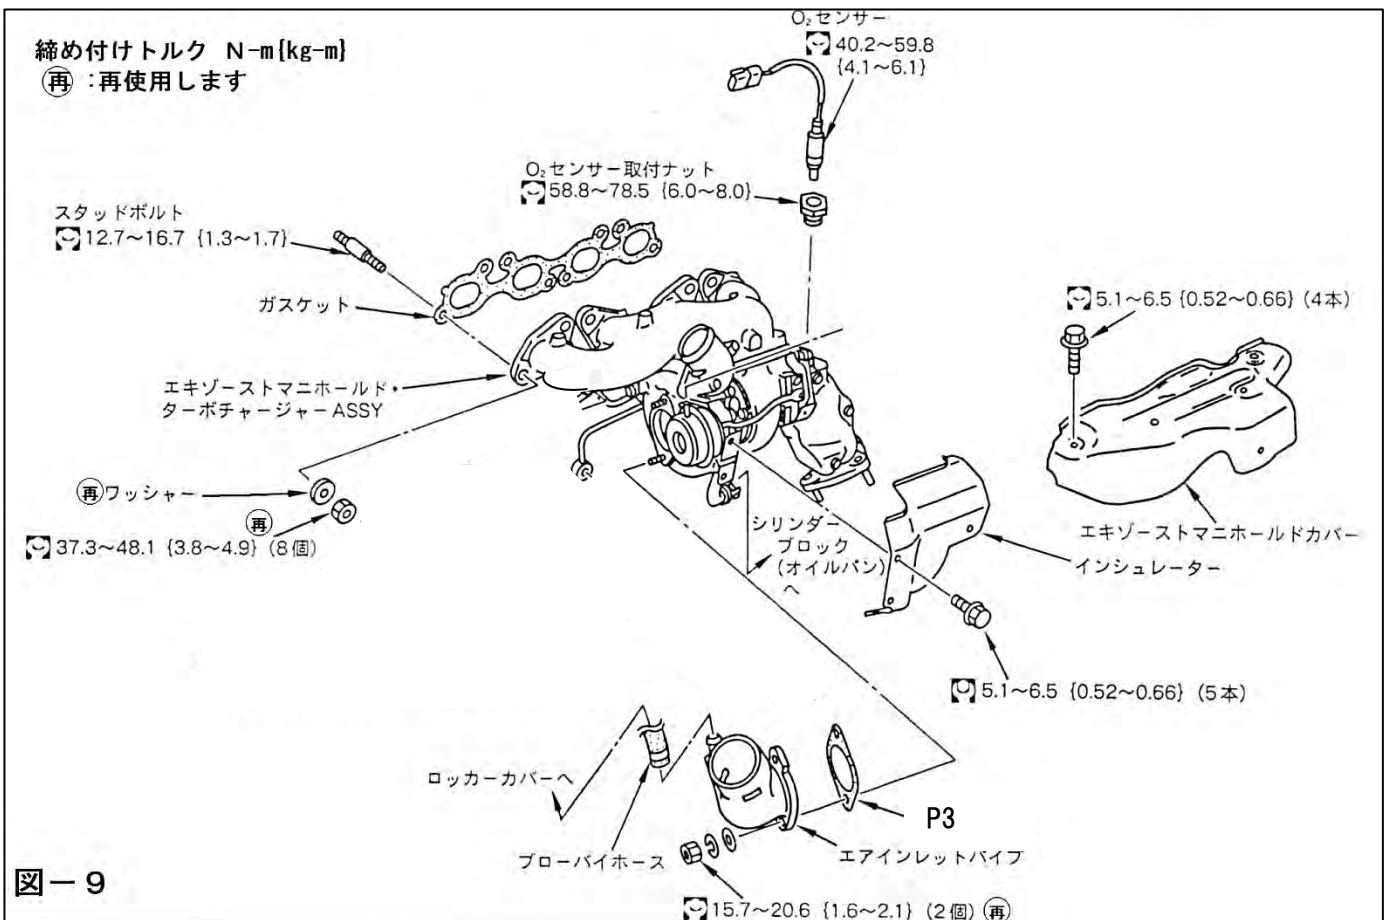 締め付けトルク N-m{kg-m}
再:再使用します
O₂センサー
40.2～59.8
{4.1～6.1}
O₂センサー取付ナット
58.8～78.5 {6.0～8.0}
スタッドボルト
12.7～16.7 {1.3～1.7}
ガスケット
5.1～6.5 {0.52～0.66} (4本)
エキゾーストマニホールド・
ターボチャージャーASSY
再ワッシャー
再
37.3～48.1 {3.8～4.9} (8個)
シリンダー
ブロック
(オイルパン)
へ
エキゾーストマニホールドカバー
インシュレーター
5.1～6.5 {0.52～0.66} (5本)
ロッカーカバーへ
P3
ブローバイホース
エアインレットパイプ
図－9
15.7～20.6 {1.6～2.1} (2個) 再